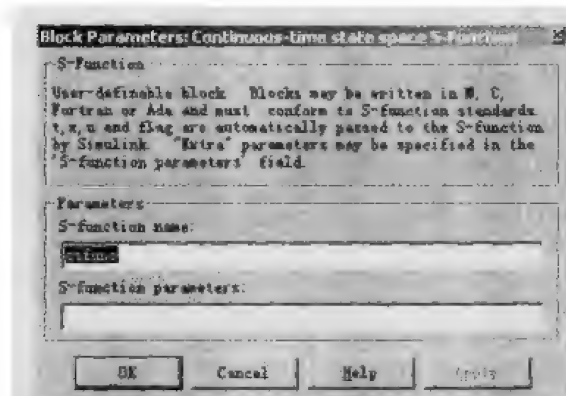 Block Parameters: Continuous-time state space S-Function
S-Function
User-definable block. Blocks may be written in M, C,
Fortran or Ada and must conform to S-function standards.
t,x,u and flag are automatically passed to the S-function
by Simulink. "Extra" parameters may be specified in the
'S-function parameters' field.
Parameters
S-function name:
csfunc
S-function parameters:
OK
Cancel
Help
Apply